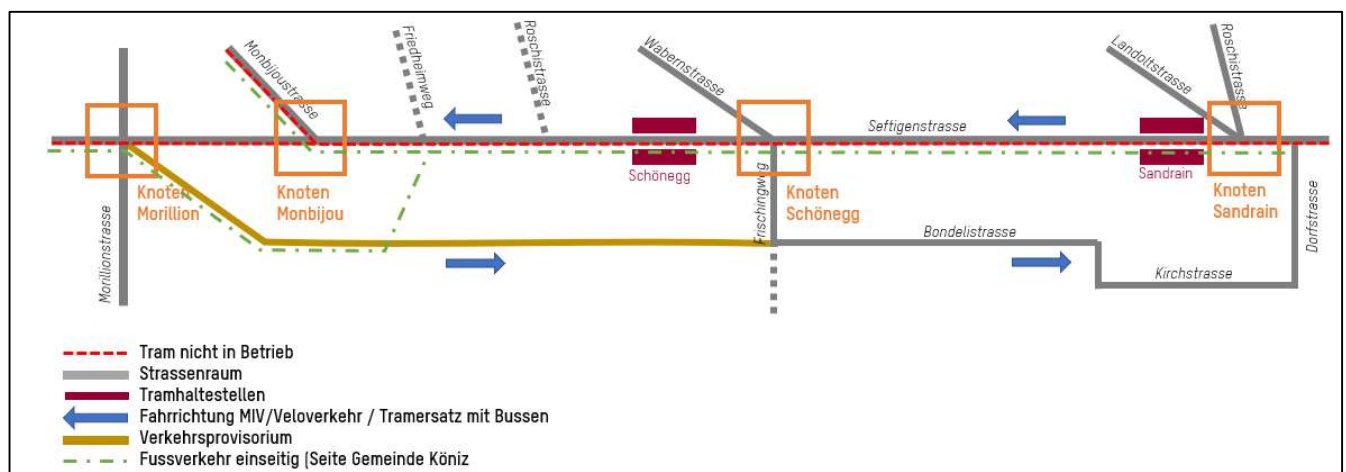 Monbijoustrasse
Friedheimweg
Roschistrasse
Wabernstrasse
Landoltstrasse
Roschistrasse
Seftigenstrasse
Schönegg
Sandrain
Knoten
Morillion
Knoten
Monbijou
Knoten
Schönegg
Knoten
Sandrain
Morillionstrasse
Frischingweg
Bondelistrasse
Kirchstrasse
Dorfstrasse
Tram nicht in Betrieb
Strassenraum
Tramhaltestellen
Fahrrichtung MIV/Veloverkehr / Tramersatz mit Bussen
Verkehrsprovisorium
Fussverkehr einseitig (Seite Gemeinde Köniz